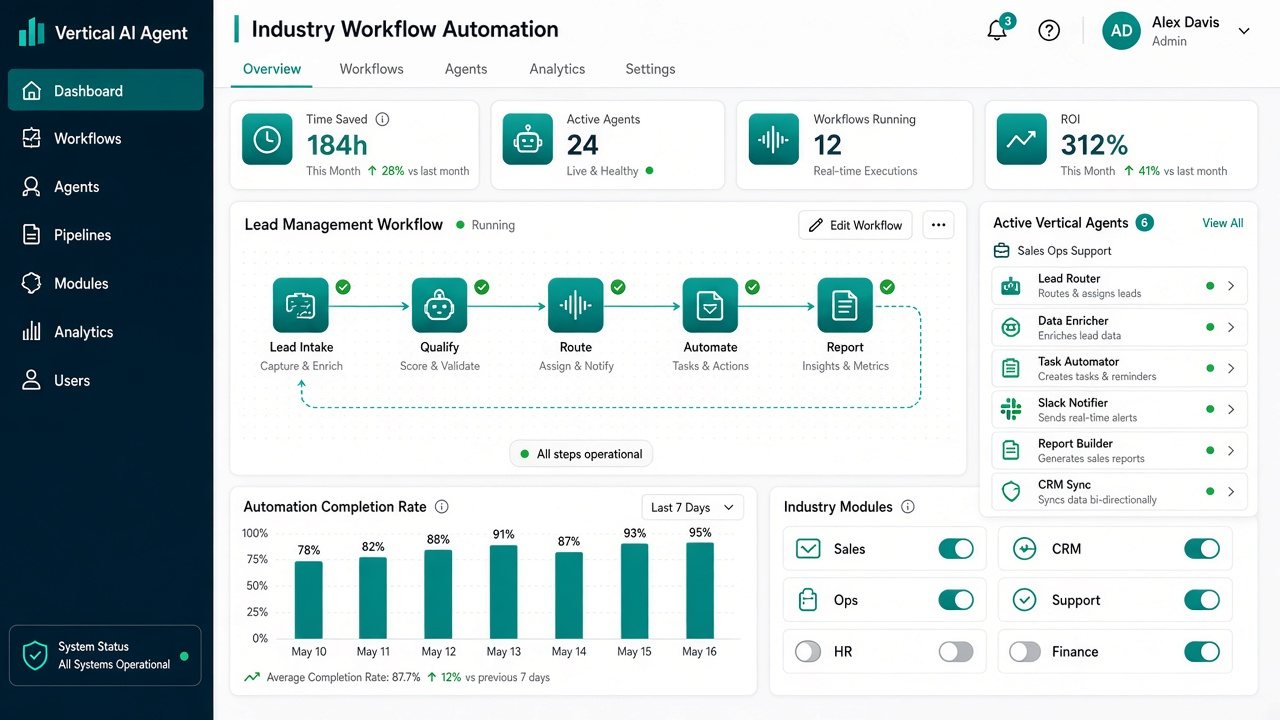 Vertical AI Agent
Dashboard
Workflows
Agents
Pipelines
Modules
Analytics
Users
System Status
All Systems Operational
Industry Workflow Automation
3
AD
Alex Davis
Admin
Overview
Workflows
Agents
Analytics
Settings
Time Saved
184h
This Month ↑ 28% vs last month
Active Agents
24
Live & Healthy
Workflows Running
12
Real-time Executions
ROI
312%
This Month ↑ 41% vs last month
Lead Management Workflow
Running
Edit Workflow
Lead Intake
Capture & Enrich
Qualify
Score & Validate
Route
Assign & Notify
Automate
Tasks & Actions
Report
Insights & Metrics
All steps operational
Active Vertical Agents 6
View All
Sales Ops Support
Lead Router
Routes & assigns leads
Data Enricher
Enriches lead data
Task Automator
Creates tasks & reminders
Slack Notifier
Sends real-time alerts
Report Builder
Generates sales reports
CRM Sync
Syncs data bi-directionally
Automation Completion Rate
Last 7 Days
100%
75%
50%
25%
0%
78%
82%
88%
91%
87%
93%
95%
May 10
May 11
May 12
May 13
May 14
May 15
May 16
Average Completion Rate: 87.7% ↑ 12% vs previous 7 days
Industry Modules
Sales
CRM
Ops
Support
HR
Finance